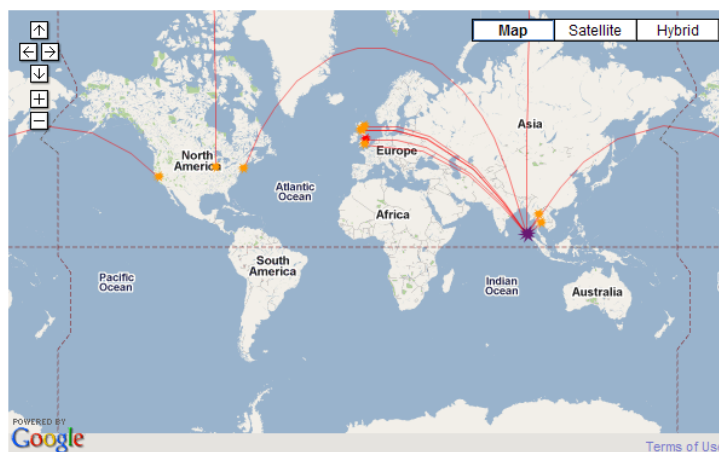 Map Satellite Hybrid
Asia
North
America
Europe
Atlantic
Ocean
Africa
South
America
Pacific
Ocean
Indian
Ocean
Australia
POWERED BY
Google
Terms of Use